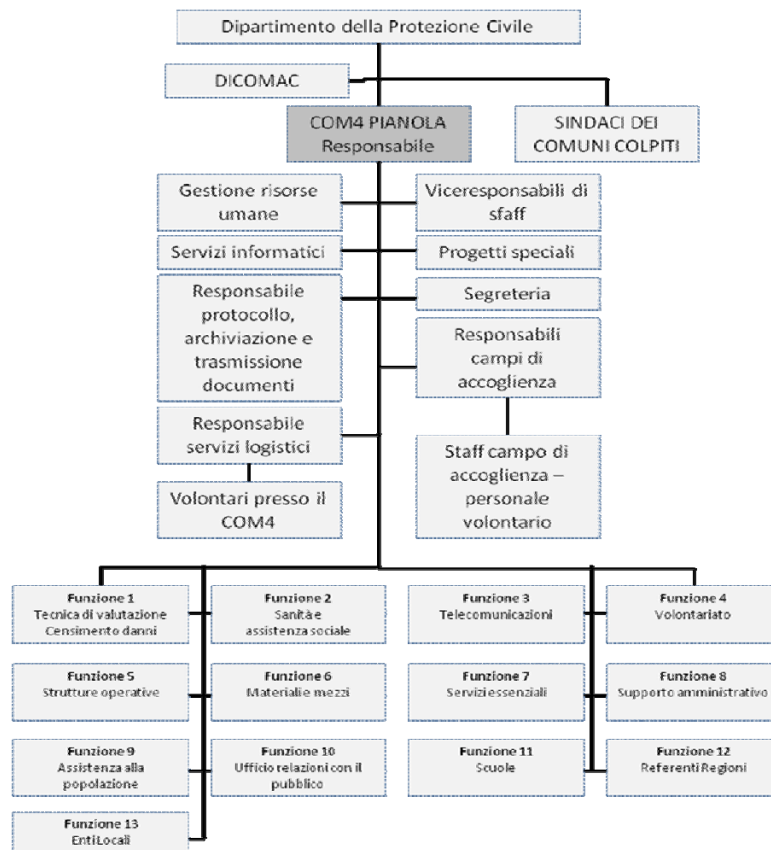 Dipartimento della Protezione Civile
DICOMAC
COM4 PIANOLA
Responsabile
SINDACI DEI
COMUNI COLPITI
Gestione risorse
umane
Viceresponsabili di
sfaff
Servizi informatici
Progetti speciali
Responsabile
protocollo,
archiviazione e
trasmissione
documenti
Segreteria
Responsabili
campi di
accoglienza
Responsabile
servizi logistici
Staff campo di
accoglienza –
personale
volontario
Volontari presso il
COM4
Funzione 1
Tecnica di valutazione
Censimento danni
Funzione 2
Sanità e
assistenza sociale
Funzione 3
Telecomunicazioni
Funzione 4
Volontariato
Funzione 5
Strutture operative
Funzione 6
Materiali e mezzi
Funzione 7
Servizi essenziali
Funzione 8
Supporto amministrativo
Funzione 9
Assistenza alla
popolazione
Funzione 10
Ufficio relazioni con il
pubblico
Funzione 11
Scuole
Funzione 12
Referenti Regioni
Funzione 13
Enti Locali